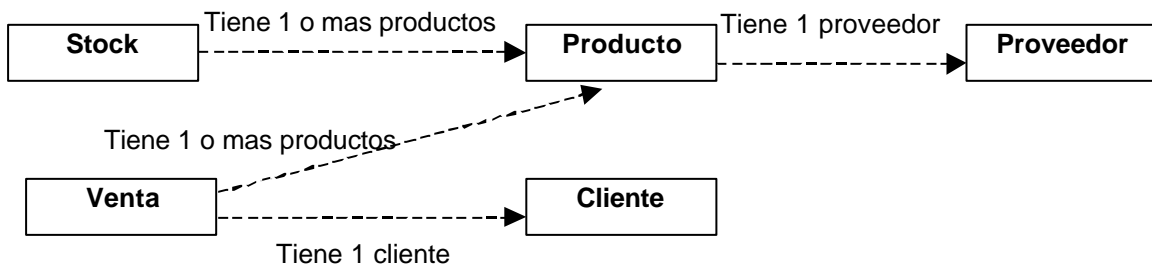 Tiene 1 o mas productos
Tiene 1 proveedor
Stock
Producto
Proveedor
Tiene 1 o mas productos
Venta
Cliente
Tiene 1 cliente